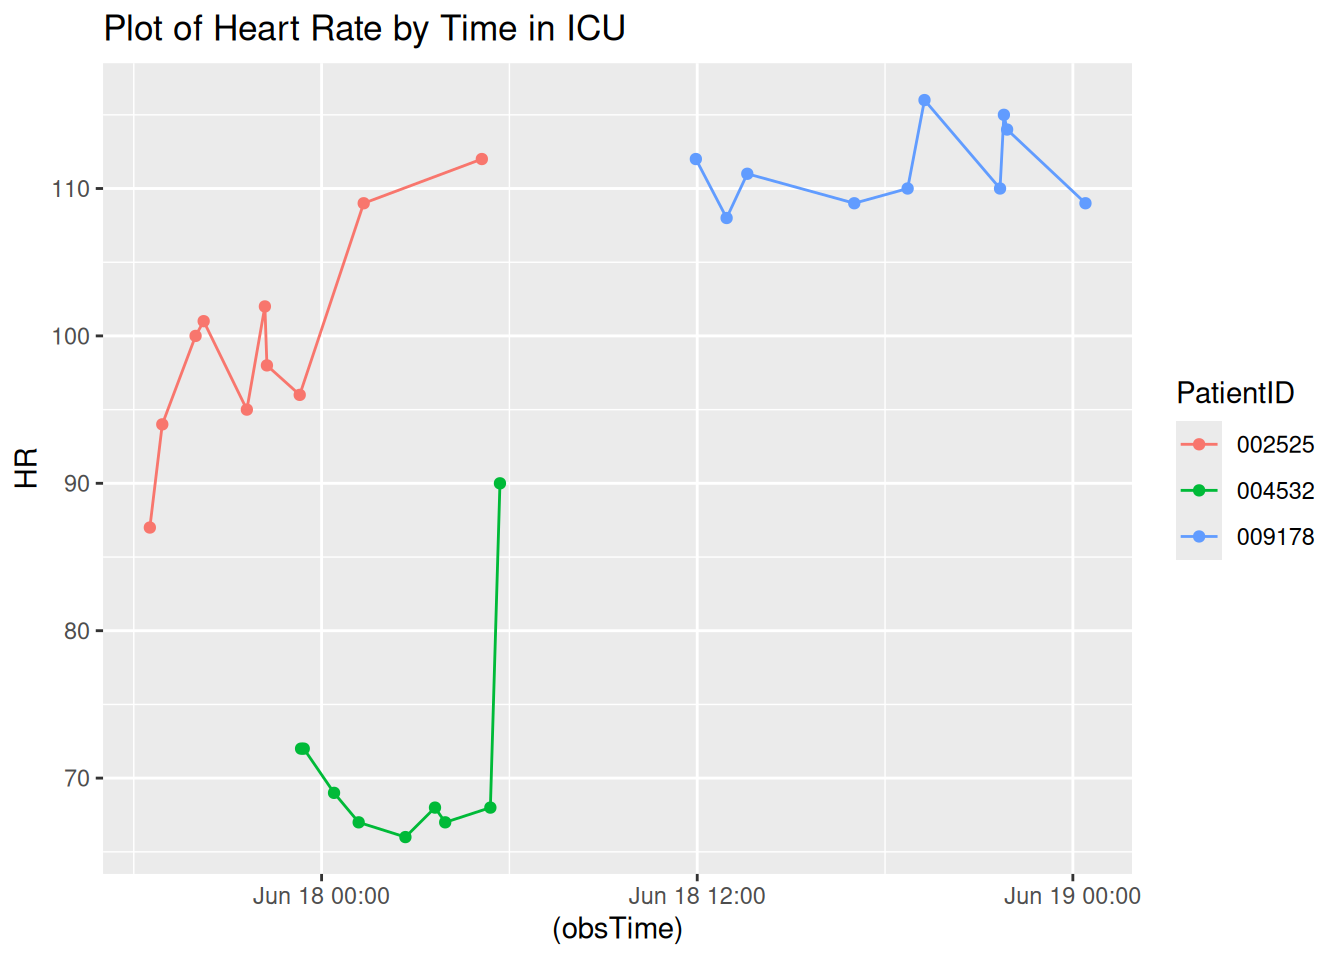 Plot of Heart Rate by Time in ICU
110
100
90
80
70
HR
Jun 18 00:00
Jun 18 12:00
Jun 19 00:00
(obsTime)
PatientID
002525
004532
009178